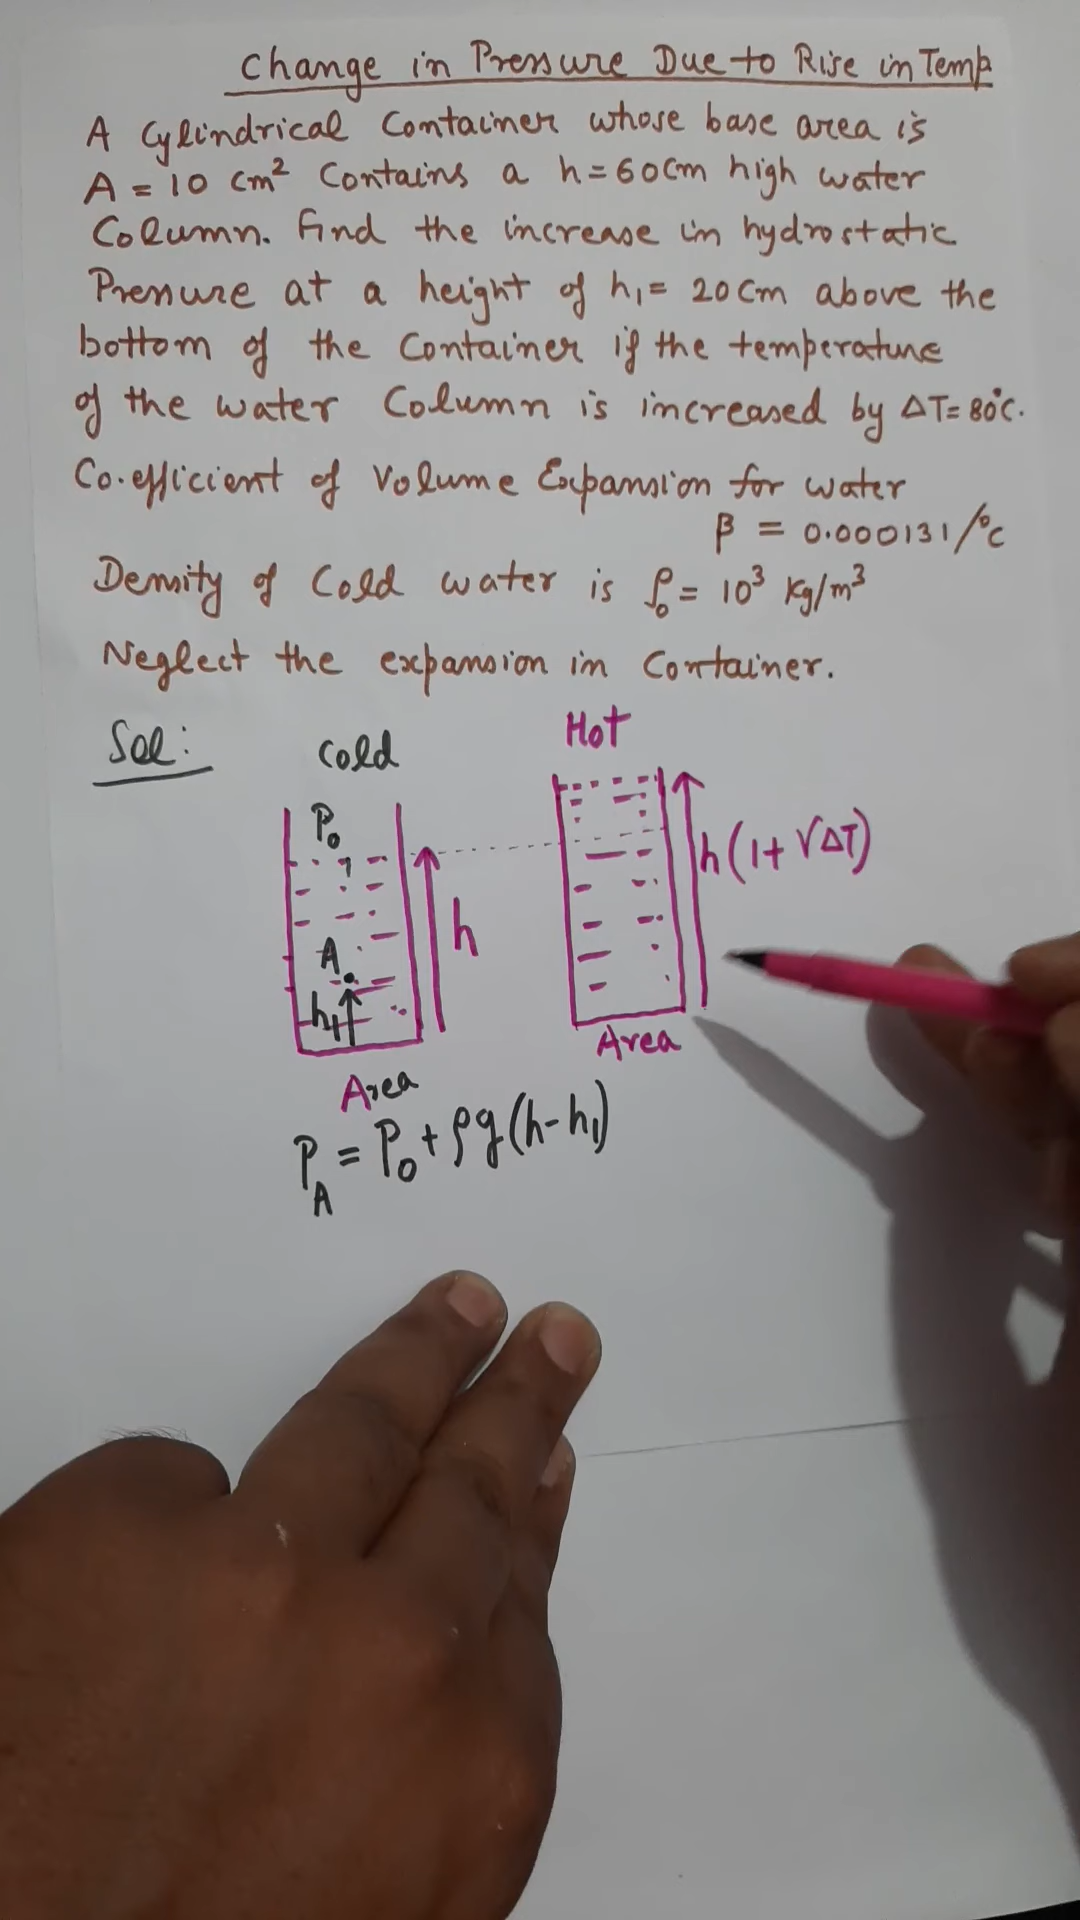 Change in Pressure Due to Rise in Temp
A Cylindrical Container whose base area is
A = 10 cm² Contains a h=60cm high water
Column. Find the increase in hydrostatic
Pressure at a height of h₁= 20cm above the
bottom of the Container if the temperature
of the water Column is increased by ΔT= 80°C.
Co.efficient of Volume Expansion for water
β = 0.000131/°C
Density of Cold water is ρ₀= 10³ Kg/m³
Neglect the expansion in Container.
Sol:
Cold
Hot
P₀
h(1+γΔT)
h
A
h₁
Area
Area
P_A = P₀ + ρg(h-h₁)